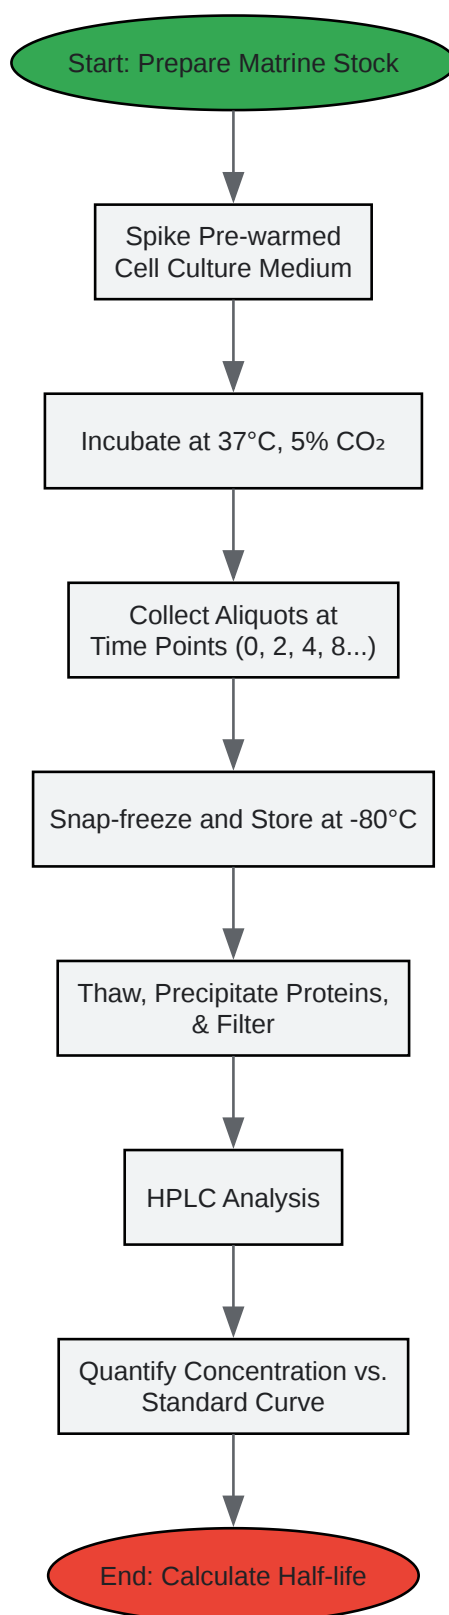 Start: Prepare Matrine Stock
Spike Pre-warmed
Cell Culture Medium
Incubate at 37°C, 5% CO₂
Collect Aliquots at
Time Points (0, 2, 4, 8...)
Snap-freeze and Store at -80°C
Thaw, Precipitate Proteins,
& Filter
HPLC Analysis
Quantify Concentration vs.
Standard Curve
End: Calculate Half-life